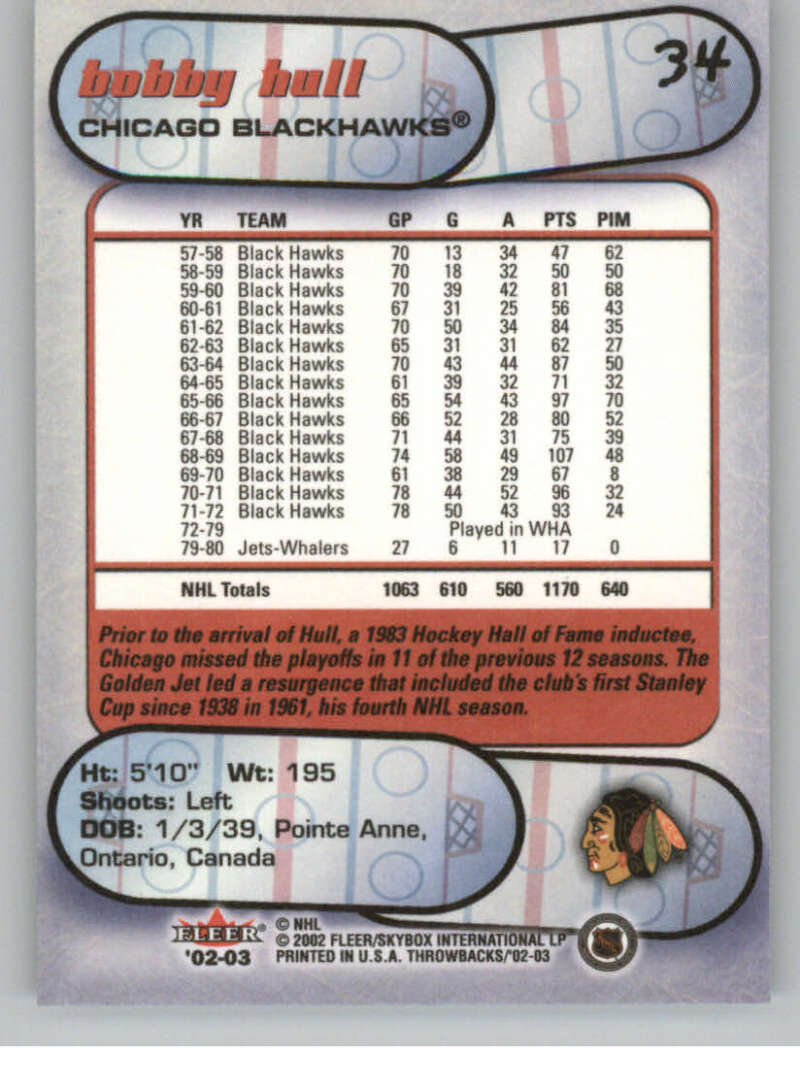 bobby hull
34
CHICAGO BLACKHAWKS®
YR TEAM GP G A PTS PIM
57-58 Black Hawks 70 13 34 47 62
58-59 Black Hawks 70 18 32 50 50
59-60 Black Hawks 70 39 42 81 68
60-61 Black Hawks 67 31 25 56 43
61-62 Black Hawks 70 50 34 84 35
62-63 Black Hawks 65 31 31 62 27
63-64 Black Hawks 70 43 44 87 50
64-65 Black Hawks 61 39 32 71 32
65-66 Black Hawks 65 54 43 97 70
66-67 Black Hawks 66 52 28 80 52
67-68 Black Hawks 71 44 31 75 39
68-69 Black Hawks 74 58 49 107 48
69-70 Black Hawks 61 38 29 67 8
70-71 Black Hawks 78 44 52 96 32
71-72 Black Hawks 78 50 43 93 24
72-79 Played in WHA
79-80 Jets-Whalers 27 6 11 17 0
NHL Totals 1063 610 560 1170 640
Prior to the arrival of Hull, a 1983 Hockey Hall of Fame inductee,
Chicago missed the playoffs in 11 of the previous 12 seasons. The
Golden Jet led a resurgence that included the club's first Stanley
Cup since 1938 in 1961, his fourth NHL season.
Ht: 5'10" Wt: 195
Shoots: Left
DOB: 1/3/39, Pointe Anne,
Ontario, Canada
FLEER®
'02-03
© NHL
© 2002 FLEER/SKYBOX INTERNATIONAL LP
PRINTED IN U.S.A. THROWBACKS/'02-03